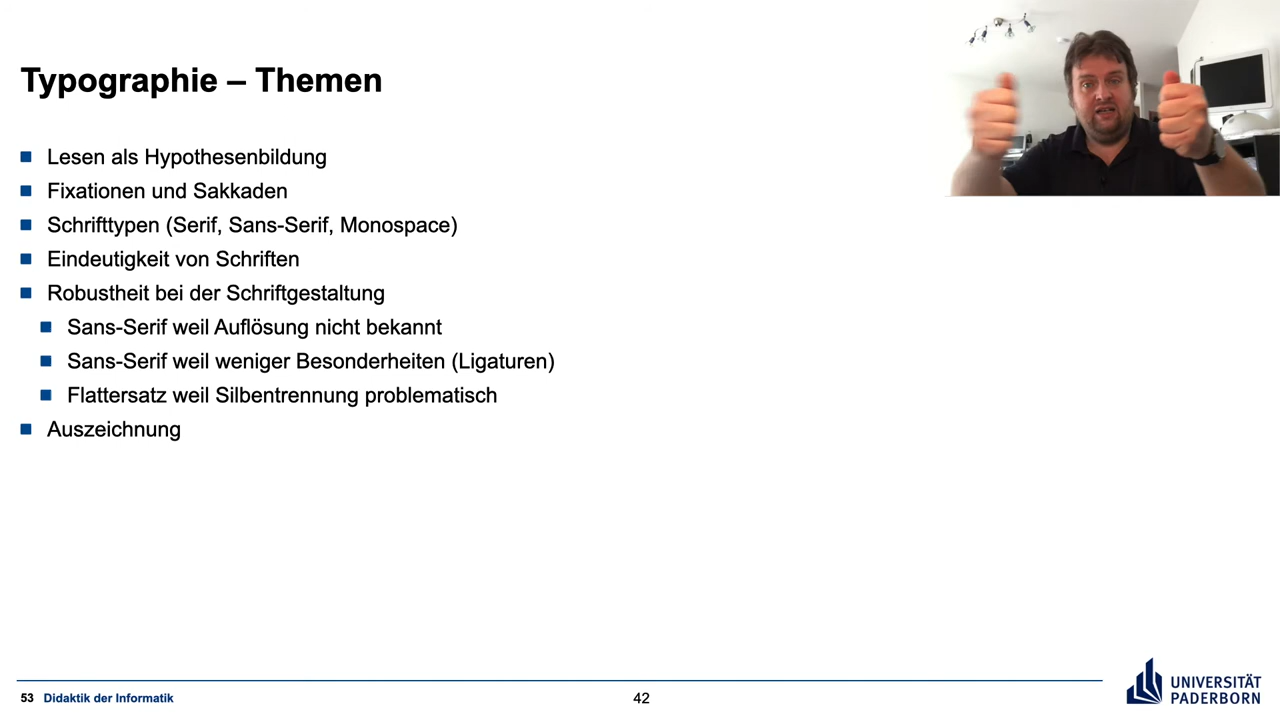 Typographie – Themen
Lesen als Hypothesenbildung
Fixationen und Sakkaden
Schrifttypen (Serif, Sans-Serif, Monospace)
Eindeutigkeit von Schriften
Robustheit bei der Schriftgestaltung
Sans-Serif weil Auflösung nicht bekannt
Sans-Serif weil weniger Besonderheiten (Ligaturen)
Flattersatz weil Silbentrennung problematisch
Auszeichnung
53 Didaktik der Informatik
42
UNIVERSITÄT
PADERBORN